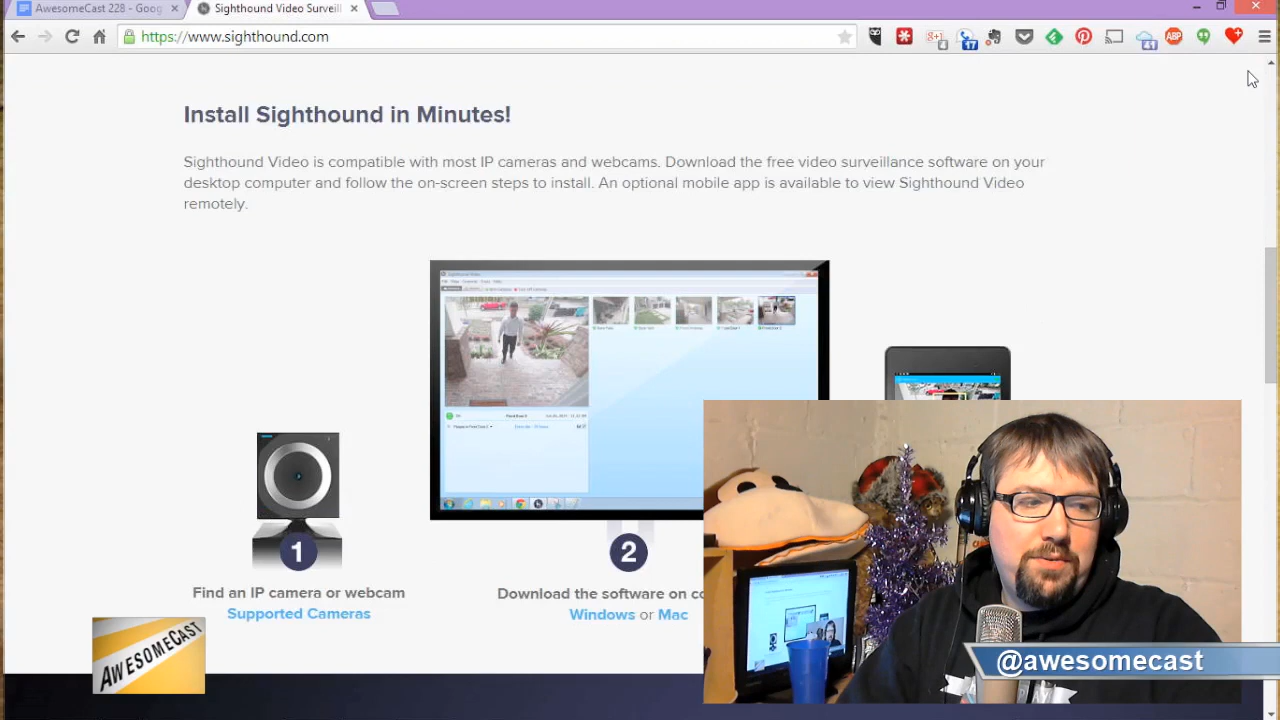 AwesomeCast 228 - Goog
Sighthound Video Surveill
https://www.sighthound.com
17
41
ABP
Install Sighthound in Minutes!
Sighthound Video is compatible with most IP cameras and webcams. Download the free video surveillance software on your
desktop computer and follow the on-screen steps to install. An optional mobile app is available to view Sighthound Video
remotely.
1
2
Find an IP camera or webcam
Supported Cameras
Download the software on co
Windows or Mac
AWESOMECAST
@awesomecast